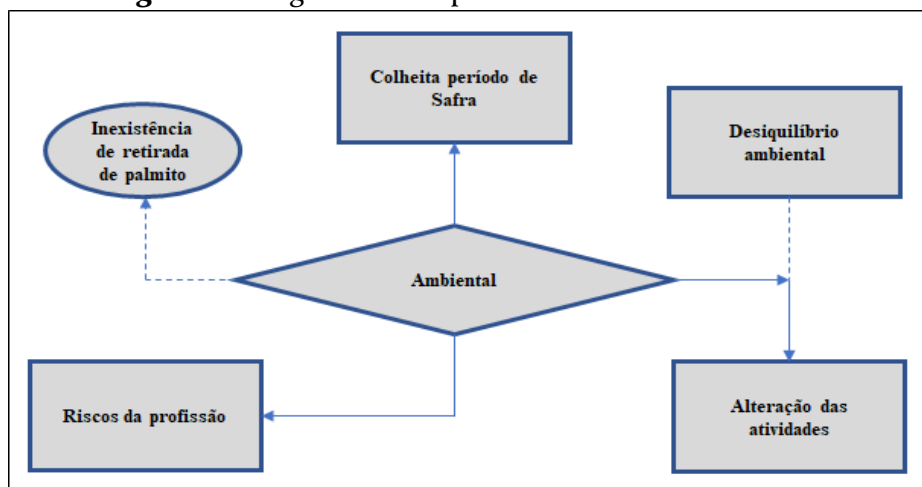 Colheita período de
Safra
Inexistência
de retirada
de palmito
Desiquilíbrio
ambiental
Ambiental
Riscos da profissão
Alteração das
atividades